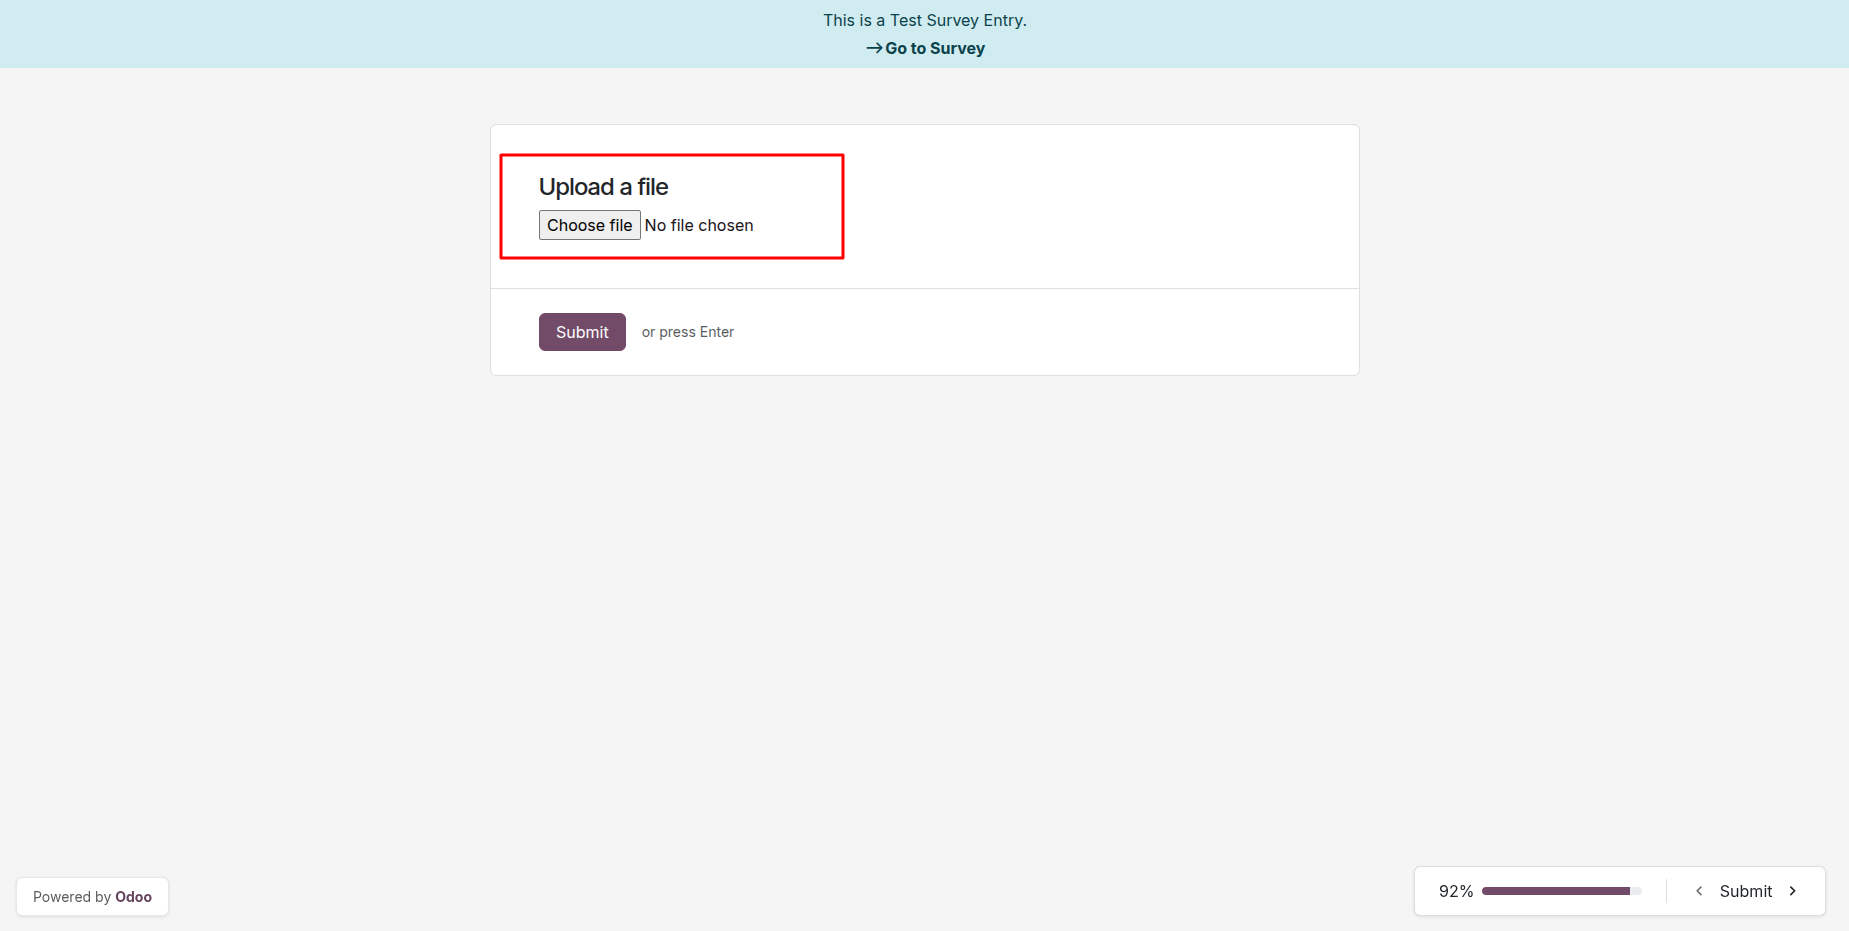 This is a Test Survey Entry.
→Go to Survey
Upload a file
Choose file No file chosen
Submit or press Enter
Powered by Odoo
92% < Submit >